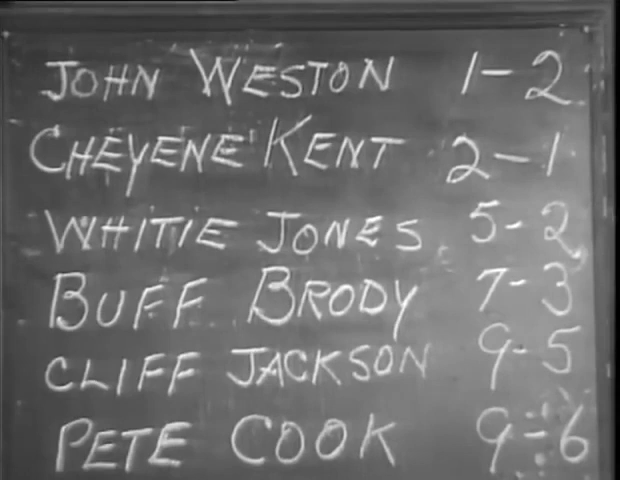 JOHN WESTON 1-2
CHEYENE KENT 2-1
WHITIE JONES 5-2
BUFF BRODY 7-3
CLIFF JACKSON 9-5
PETE COOK 9-6